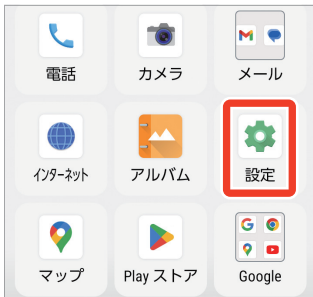 電話
カメラ
メール
インターネット
アルバム
設定
マップ
Play ストア
Google